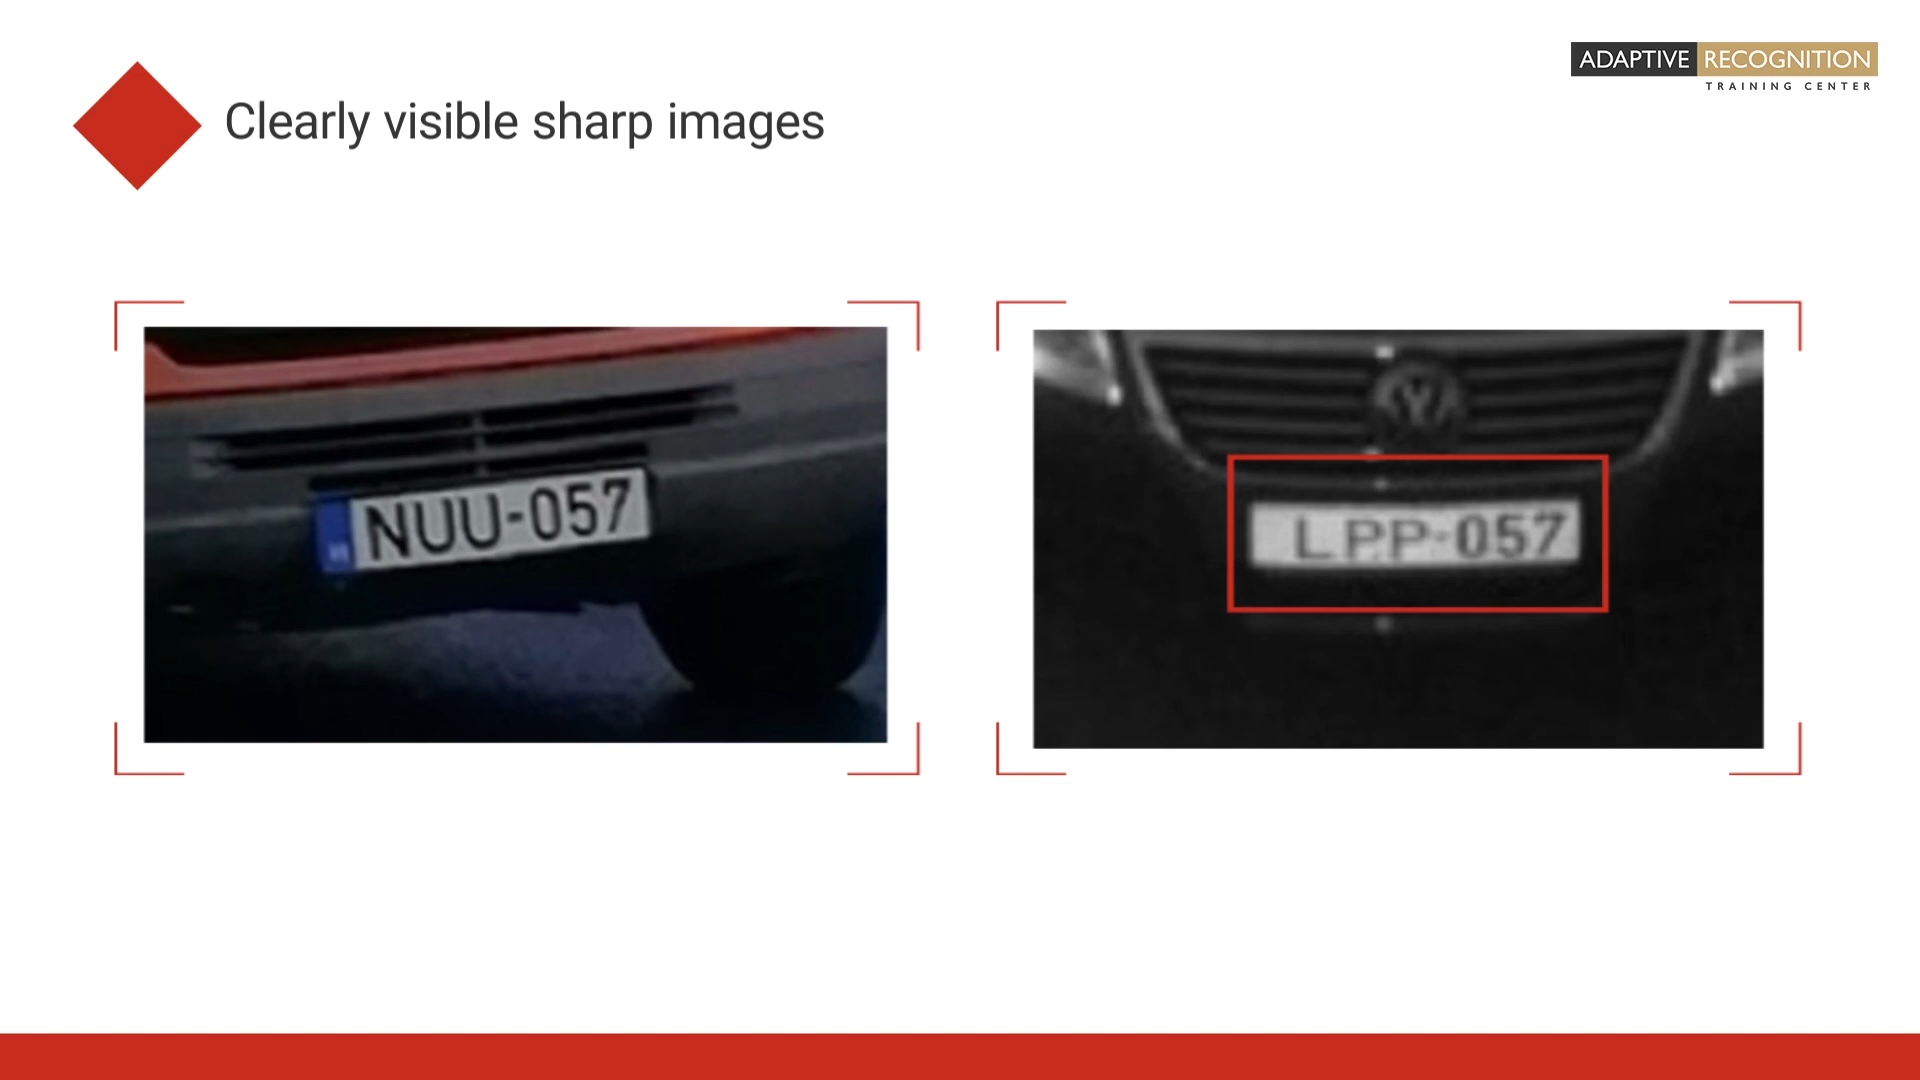 ADAPTIVE RECOGNITION
TRAINING CENTER
Clearly visible sharp images
NUU-057
H
LPP-057